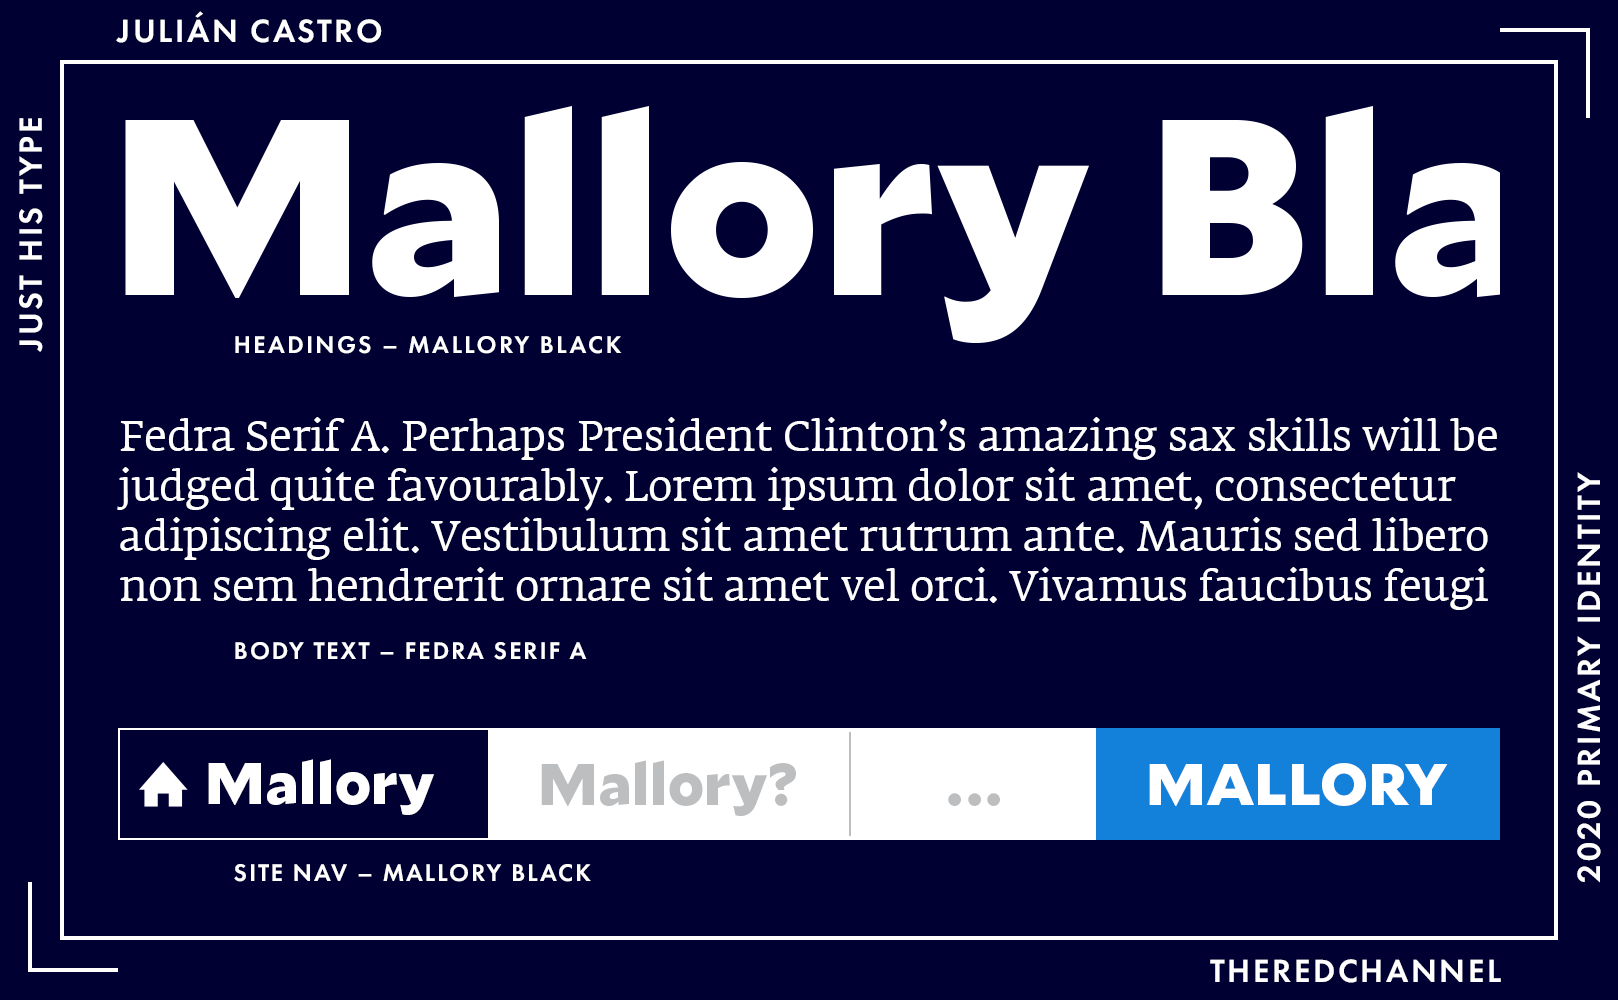 JULIÁN CASTRO
JUST HIS TYPE
Mallory Bla
HEADINGS – MALLORY BLACK
Fedra Serif A. Perhaps President Clinton’s amazing sax skills will be
judged quite favourably. Lorem ipsum dolor sit amet, consectetur
adipiscing elit. Vestibulum sit amet rutrum ante. Mauris sed libero
non sem hendrerit ornare sit amet vel orci. Vivamus faucibus feugi
BODY TEXT – FEDRA SERIF A
Mallory Mallory? ... MALLORY
SITE NAV – MALLORY BLACK
2020 PRIMARY IDENTITY
THEREDCHANNEL